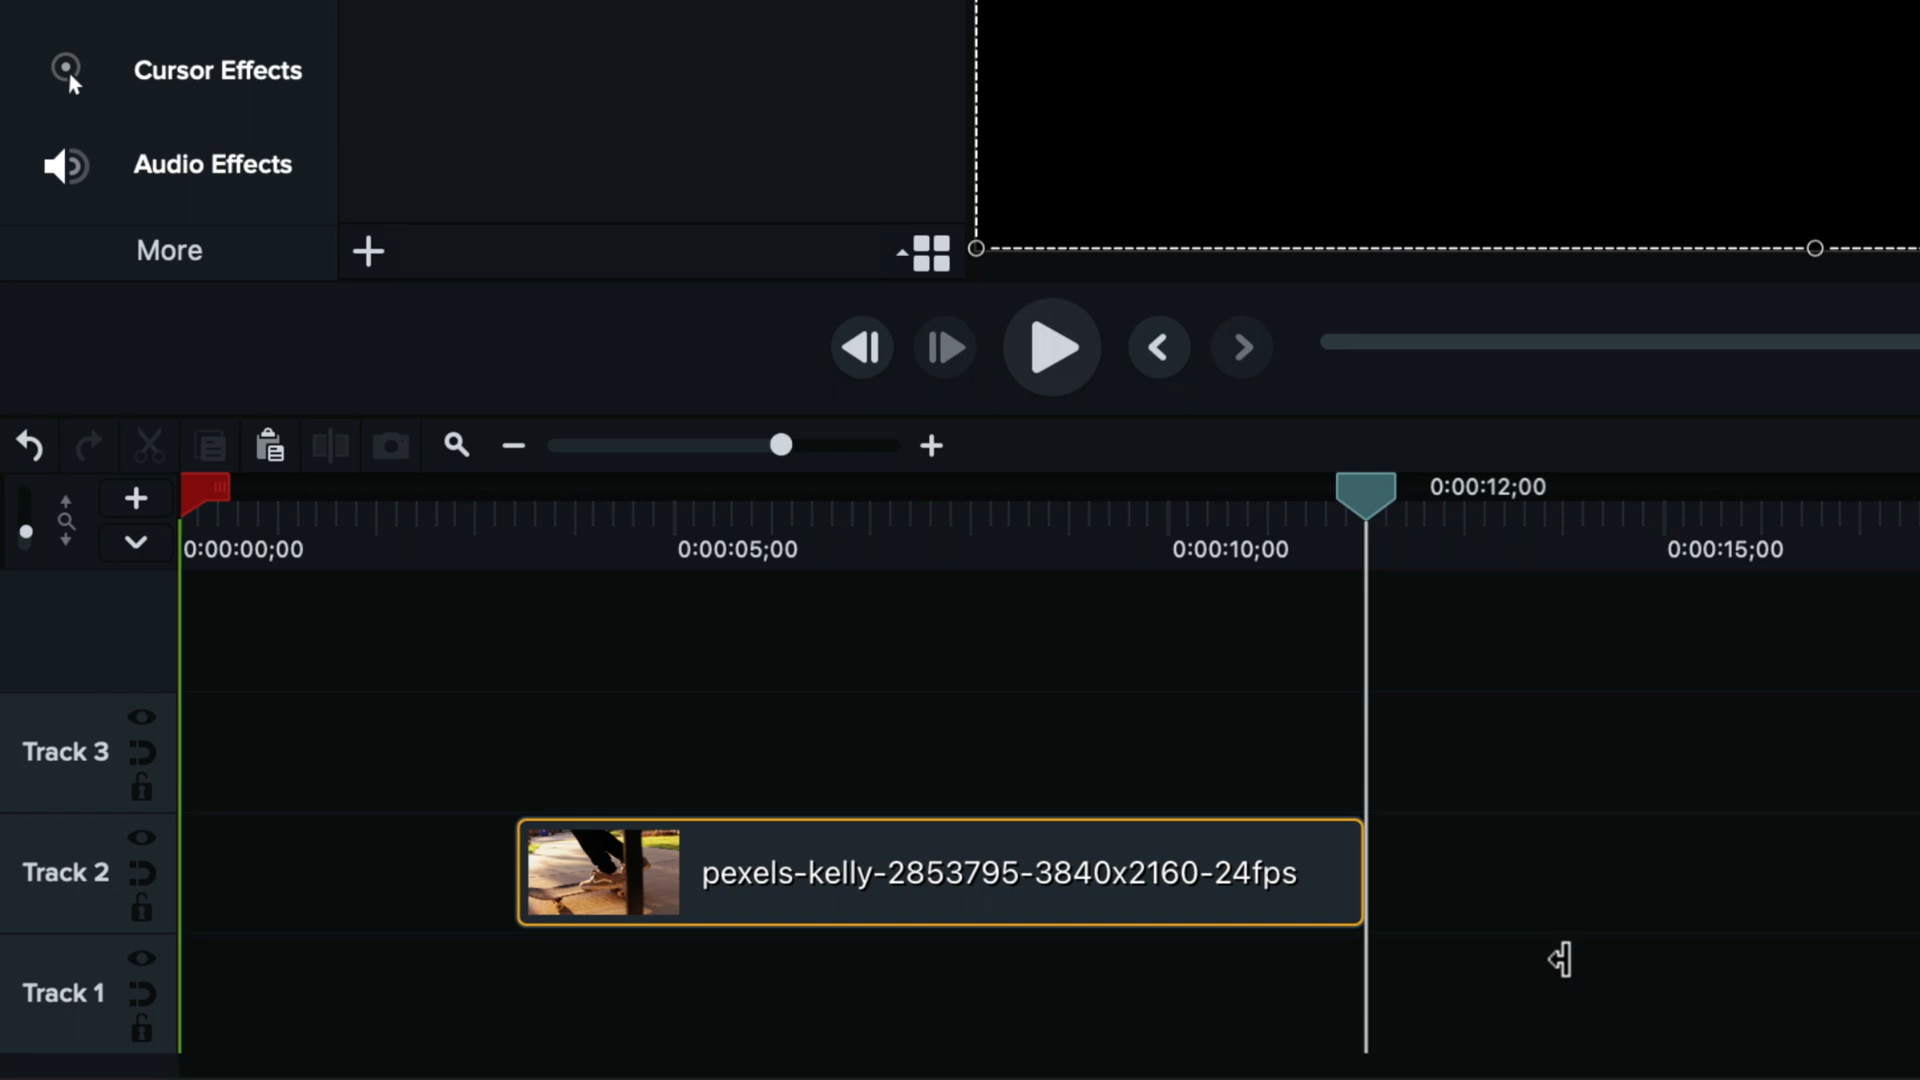 Cursor Effects
Audio Effects
More
0:00:12;00
0:00:00;00
0:00:05;00
0:00:10;00
0:00:15;00
Track 3
Track 2
pexels-kelly-2853795-3840x2160-24fps
Track 1